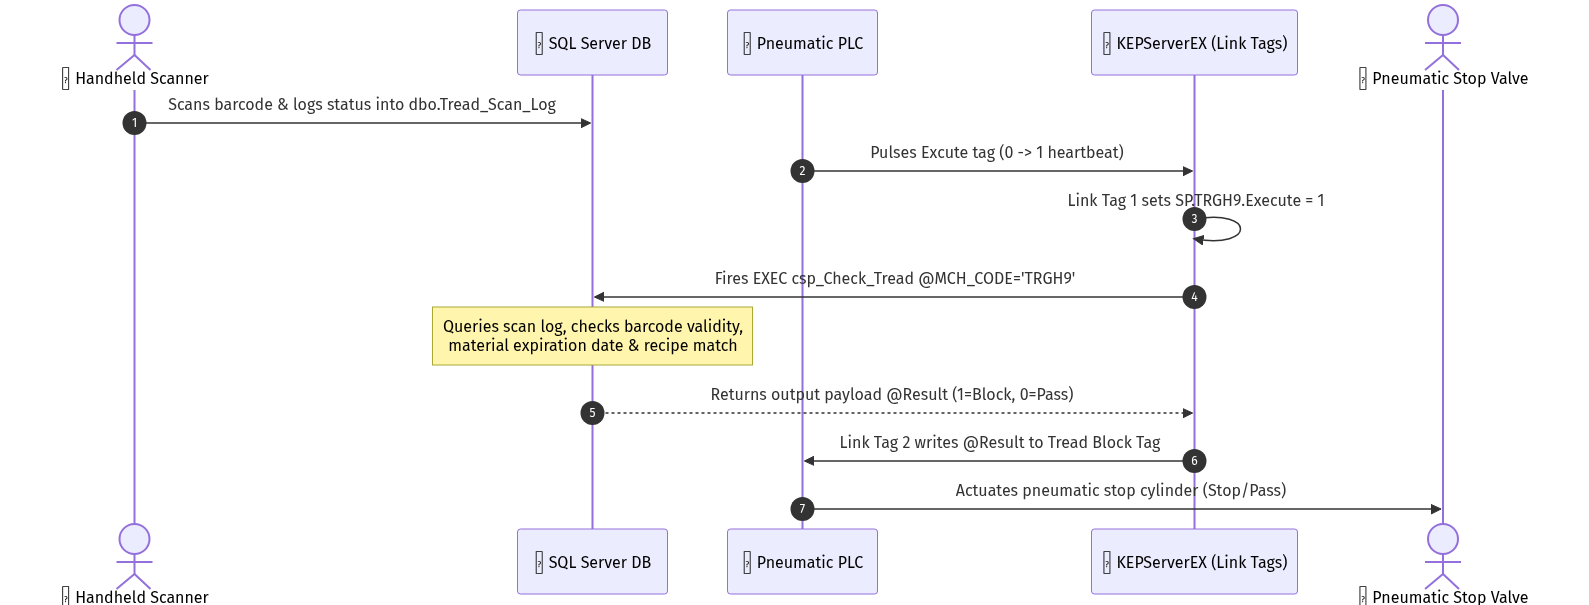 SQL Server DB
Pneumatic PLC
KEPServerEX (Link Tags)
Handheld Scanner
Pneumatic Stop Valve
Scans barcode & logs status into dbo.Tread_Scan_Log
1
Pulses Excute tag (0 -> 1 heartbeat)
2
Link Tag 1 sets SP.TRGH9.Execute = 1
3
Fires EXEC csp_Check_Tread @MCH_CODE='TRGH9'
4
Queries scan log, checks barcode validity,
material expiration date & recipe match
Returns output payload @Result (1=Block, 0=Pass)
5
Link Tag 2 writes @Result to Tread Block Tag
6
Actuates pneumatic stop cylinder (Stop/Pass)
7
SQL Server DB
Pneumatic PLC
KEPServerEX (Link Tags)
Handheld Scanner
Pneumatic Stop Valve